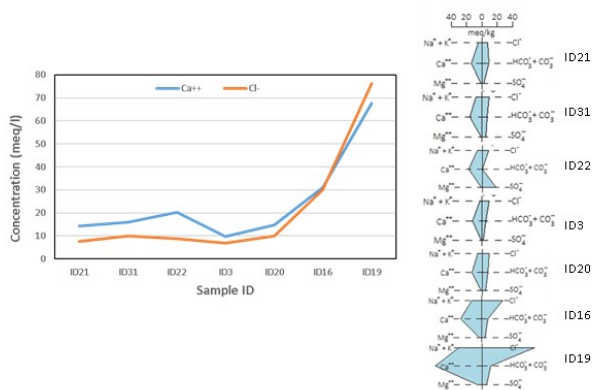 80
70
60
50
40
30
20
10
0
Concentration (meq/l)
Ca++
Cl-
ID21
ID31
ID22
ID3
ID20
ID16
ID19
Sample ID
40 20 0 20 40
meq/kg
Na⁺ + K⁺ Cl⁻
Ca⁺⁺ HCO₃⁻ + CO₃⁻ ID21
Mg⁺⁺ SO₄⁻
Na⁺ + K⁺ Cl⁻
Ca⁺⁺ HCO₃⁻ + CO₃⁻ ID31
Mg⁺⁺ SO₄⁻
Na⁺ + K⁺ Cl⁻
Ca⁺⁺ HCO₃⁻ + CO₃⁻ ID22
Mg⁺⁺ SO₄⁻
Na⁺ + K⁺ Cl⁻
Ca⁺⁺ HCO₃⁻ + CO₃⁻ ID3
Mg⁺⁺ SO₄⁻
Na⁺ + K⁺ Cl⁻
Ca⁺⁺ HCO₃⁻ + CO₃⁻ ID20
Mg⁺⁺ SO₄⁻
Na⁺ + K⁺ Cl⁻
Ca⁺⁺ HCO₃⁻ + CO₃⁻ ID16
Mg⁺⁺ SO₄⁻
Na⁺ + K⁺ Cl⁻
Ca⁺⁺ HCO₃⁻ + CO₃⁻ ID19
Mg⁺⁺ SO₄⁻